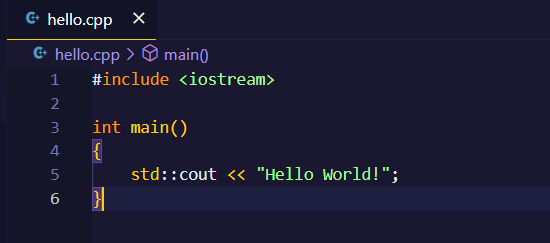 hello.cpp ×
hello.cpp > main()
1 #include <iostream>
2
3 int main()
4 {
5 std::cout << "Hello World!";
6 }